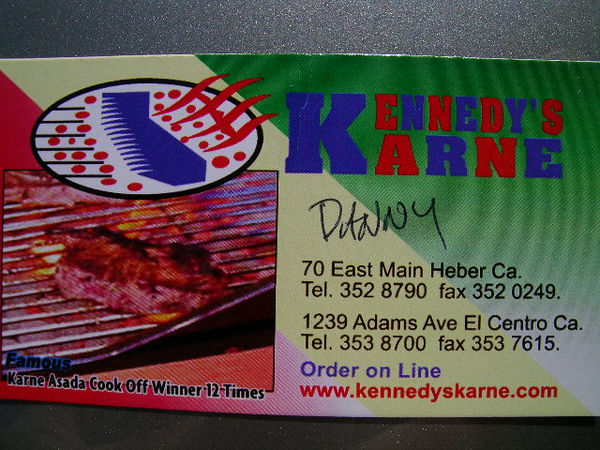 KENNEDY'S
KARNE
DANNY
70 East Main Heber Ca.
Tel. 352 8790 fax 352 0249.
1239 Adams Ave El Centro Ca.
Tel. 353 8700 fax 353 7615.
Order on Line
www.kennedyskarne.com
Famous
Karne Asada Cook Off Winner 12 Times